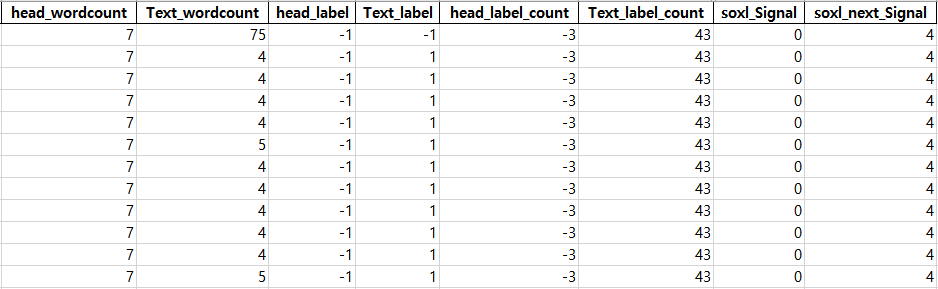 head_wordcount Text_wordcount head_label Text_label head_label_count Text_label_count soxl_Signal soxl_next_Signal
7 75 -1 -1 -3 43 0 4
7 4 -1 1 -3 43 0 4
7 4 -1 1 -3 43 0 4
7 4 -1 1 -3 43 0 4
7 4 -1 1 -3 43 0 4
7 5 -1 1 -3 43 0 4
7 4 -1 1 -3 43 0 4
7 4 -1 1 -3 43 0 4
7 4 -1 1 -3 43 0 4
7 4 -1 1 -3 43 0 4
7 4 -1 1 -3 43 0 4
7 5 -1 1 -3 43 0 4